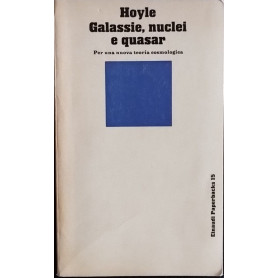 Hoyle
Galassie, nuclei
e quasar
Per una nuova teoria cosmologica
Einaudi Paperbacks 15